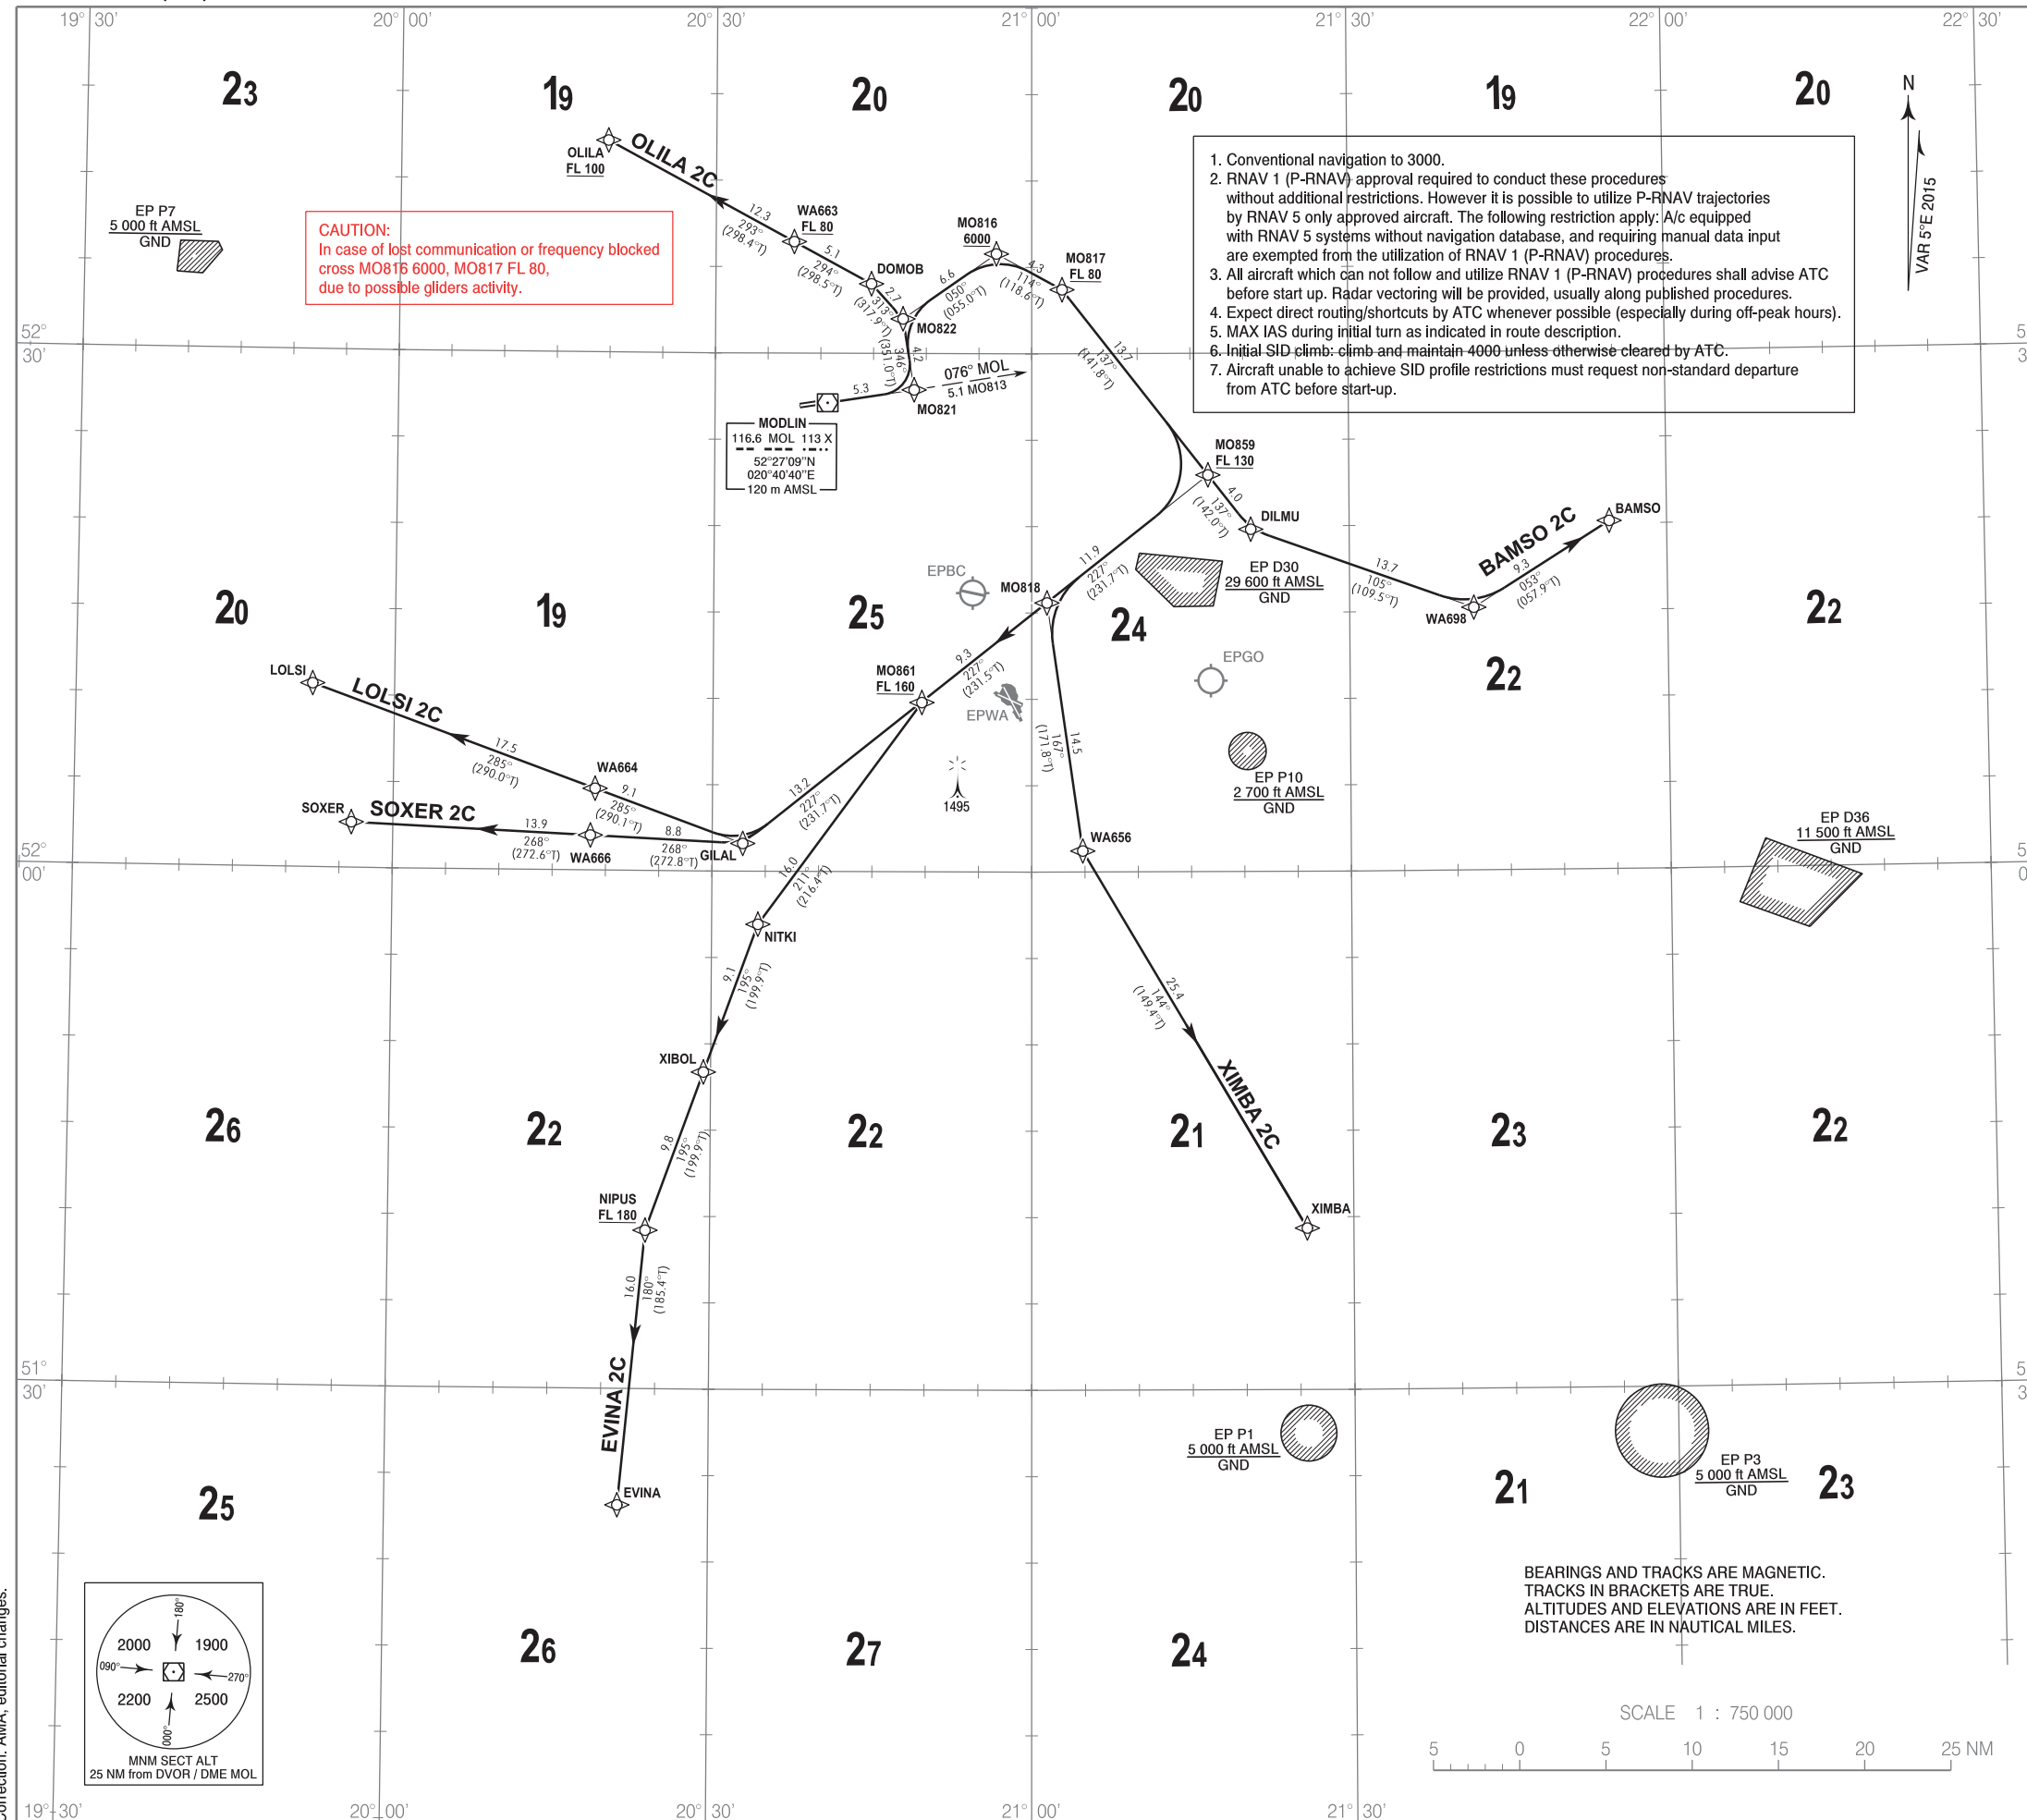 19° 30'
20° 00'
20° 30'
21° 00'
21° 30'
22° 00'
22° 30'
23
19
20
20
19
20
N
VAR 5°E 2015
OLILA
FL 100
OLILA 2C
12.3
293°
(298.4°T)
WA663
FL 80
5.1
294°
(298.5°T)
DOMOB
2.7
313°
(317.9°T)
MO822
MO816
6000
6.6
050°
(055.0°T)
4.3
114°
(118.6°T)
MO817
FL 80
EP P7
5 000 ft AMSL
GND
CAUTION:
In case of lost communication or frequency blocked
cross MO816 6000, MO817 FL 80,
due to possible gliders activity.
1. Conventional navigation to 3000.
2. RNAV 1 (P-RNAV) approval required to conduct these procedures
without additional restrictions. However it is possible to utilize P-RNAV trajectories
by RNAV 5 only approved aircraft. The following restriction apply: A/c equipped
with RNAV 5 systems without navigation database, and requiring manual data input
are exempted from the utilization of RNAV 1 (P-RNAV) procedures.
3. All aircraft which can not follow and utilize RNAV 1 (P-RNAV) procedures shall advise ATC
before start up. Radar vectoring will be provided, usually along published procedures.
4. Expect direct routing/shortcuts by ATC whenever possible (especially during off-peak hours).
5. MAX IAS during initial turn as indicated in route description.
6. Initial SID climb: climb and maintain 4000 unless otherwise cleared by ATC.
7. Aircraft unable to achieve SID profile restrictions must request non-standard departure
from ATC before start-up.
52°
30'
5
3
4.2
346°
(351.0°T)
076° MOL
5.1 MO813
5.3
MO821
MODLIN
116.6 MOL 113 X
52°27'09"N
020°40'40"E
120 m AMSL
13.7
137°
(141.8°T)
MO859
FL 130
4.0
137°
(142.0°T)
DILMU
13.7
105°
(109.5°T)
WA698
BAMSO 2C
9.3
053°
(057.9°T)
BAMSO
11.9
227°
(231.7°T)
EP D30
29 600 ft AMSL
GND
EPBC
MO818
20
19
25
24
22
22
EPGO
LOLSI
LOLSI 2C
17.5
285°
(290.0°T)
WA664
9.1
285°
(290.1°T)
MO861
FL 160
9.3
227°
(231.5°T)
EPWA
1495
EP P10
2 700 ft AMSL
GND
14.5
167°
(171.8°T)
13.2
227°
(231.7°T)
SOXER
SOXER 2C
13.9
268°
(272.6°T)
WA666
8.8
268°
(272.8°T)
GILAL
WA656
EP D36
11 500 ft AMSL
GND
52°
00'
5
0
16.0
211°
(216.4°T)
NITKI
9.1
195°
(199.9°T)
XIBOL
25.4
144°
(149.4°T)
XIMBA 2C
XIMBA
26
22
22
21
23
22
9.8
195°
(199.9°T)
NIPUS
FL 180
16.0
180°
(185.4°T)
EVINA 2C
EVINA
51°
30'
5
3
EP P1
5 000 ft AMSL
GND
EP P3
5 000 ft AMSL
GND
25
21
23
26
27
24
BEARINGS AND TRACKS ARE MAGNETIC.
TRACKS IN BRACKETS ARE TRUE.
ALTITUDES AND ELEVATIONS ARE IN FEET.
DISTANCES ARE IN NAUTICAL MILES.
180°
2000
1900
090°
270°
2200
2500
000°
MNM SECT ALT
25 NM from DVOR / DME MOL
SCALE 1 : 750 000
5 0 5 10 15 20 25 NM
Correction: AMA, editorial changes.
19° 30'
20° 00'
20° 30'
21° 00'
21° 30'